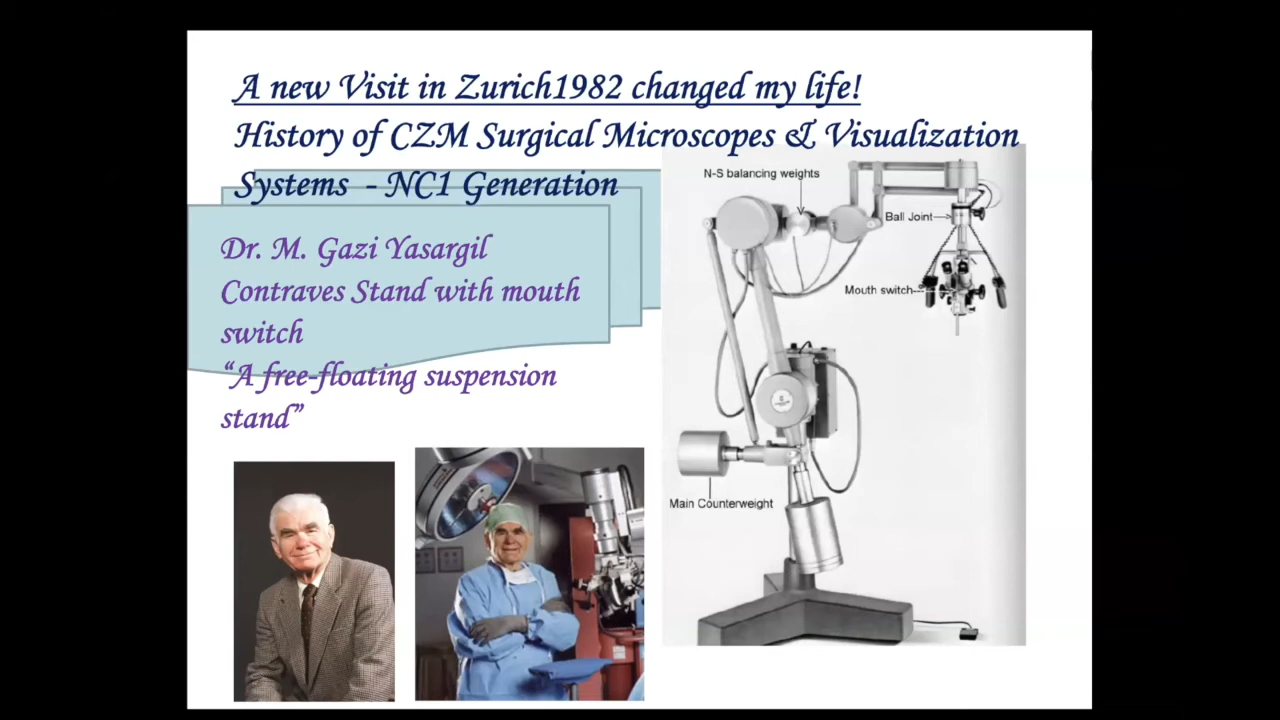 A new Visit in Zurich1982 changed my life!
History of CZM Surgical Microscopes & Visualization
Systems - NC1 Generation
Dr. M. Gazi Yasargil
Contraves Stand with mouth
switch
“A free-floating suspension
stand”
N-S balancing weights
Ball Joint
Mouth switch
Main Counterweight